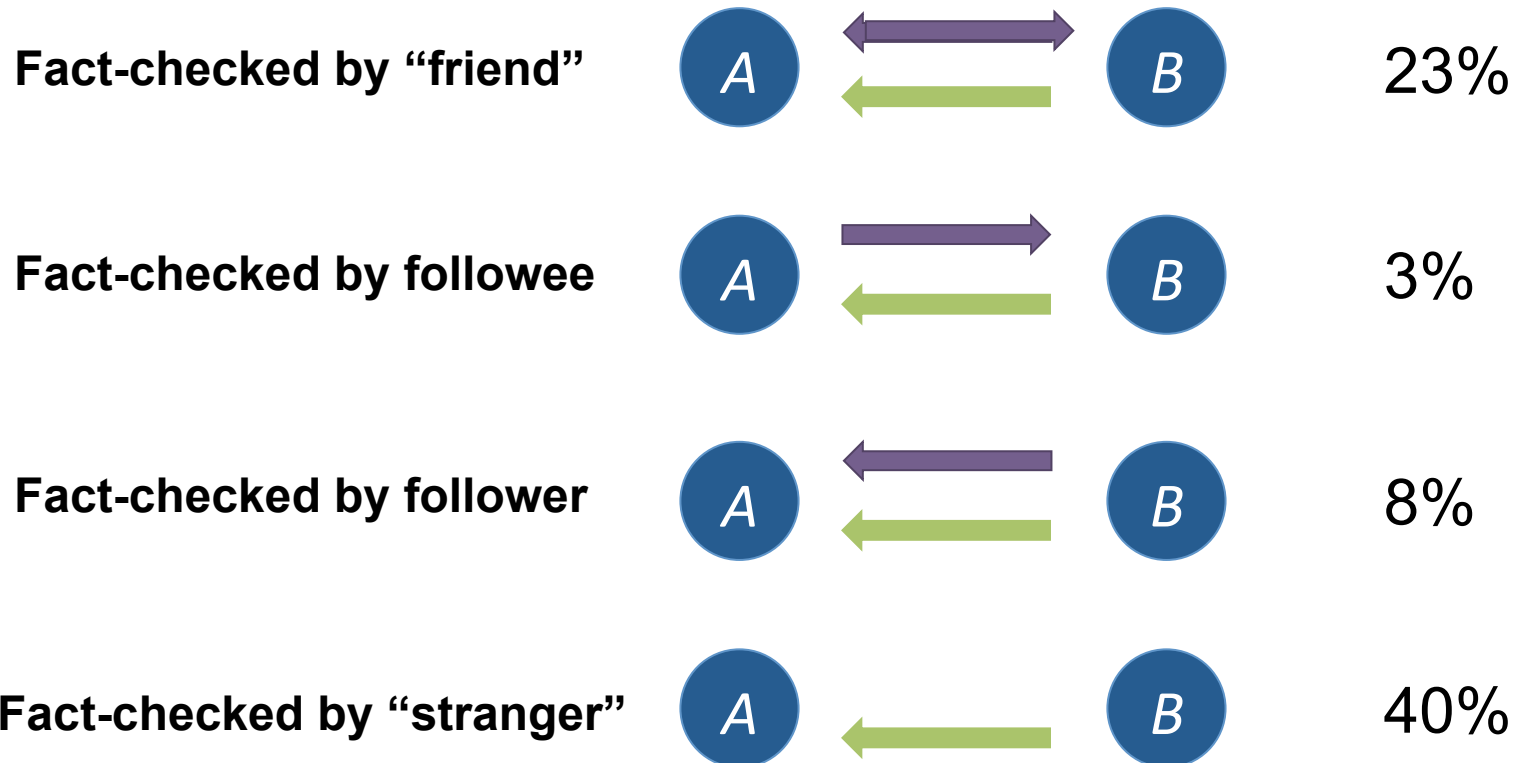 Fact-checked by “friend” A B 23%
Fact-checked by followee A B 3%
Fact-checked by follower A B 8%
Fact-checked by “stranger” A B 40%